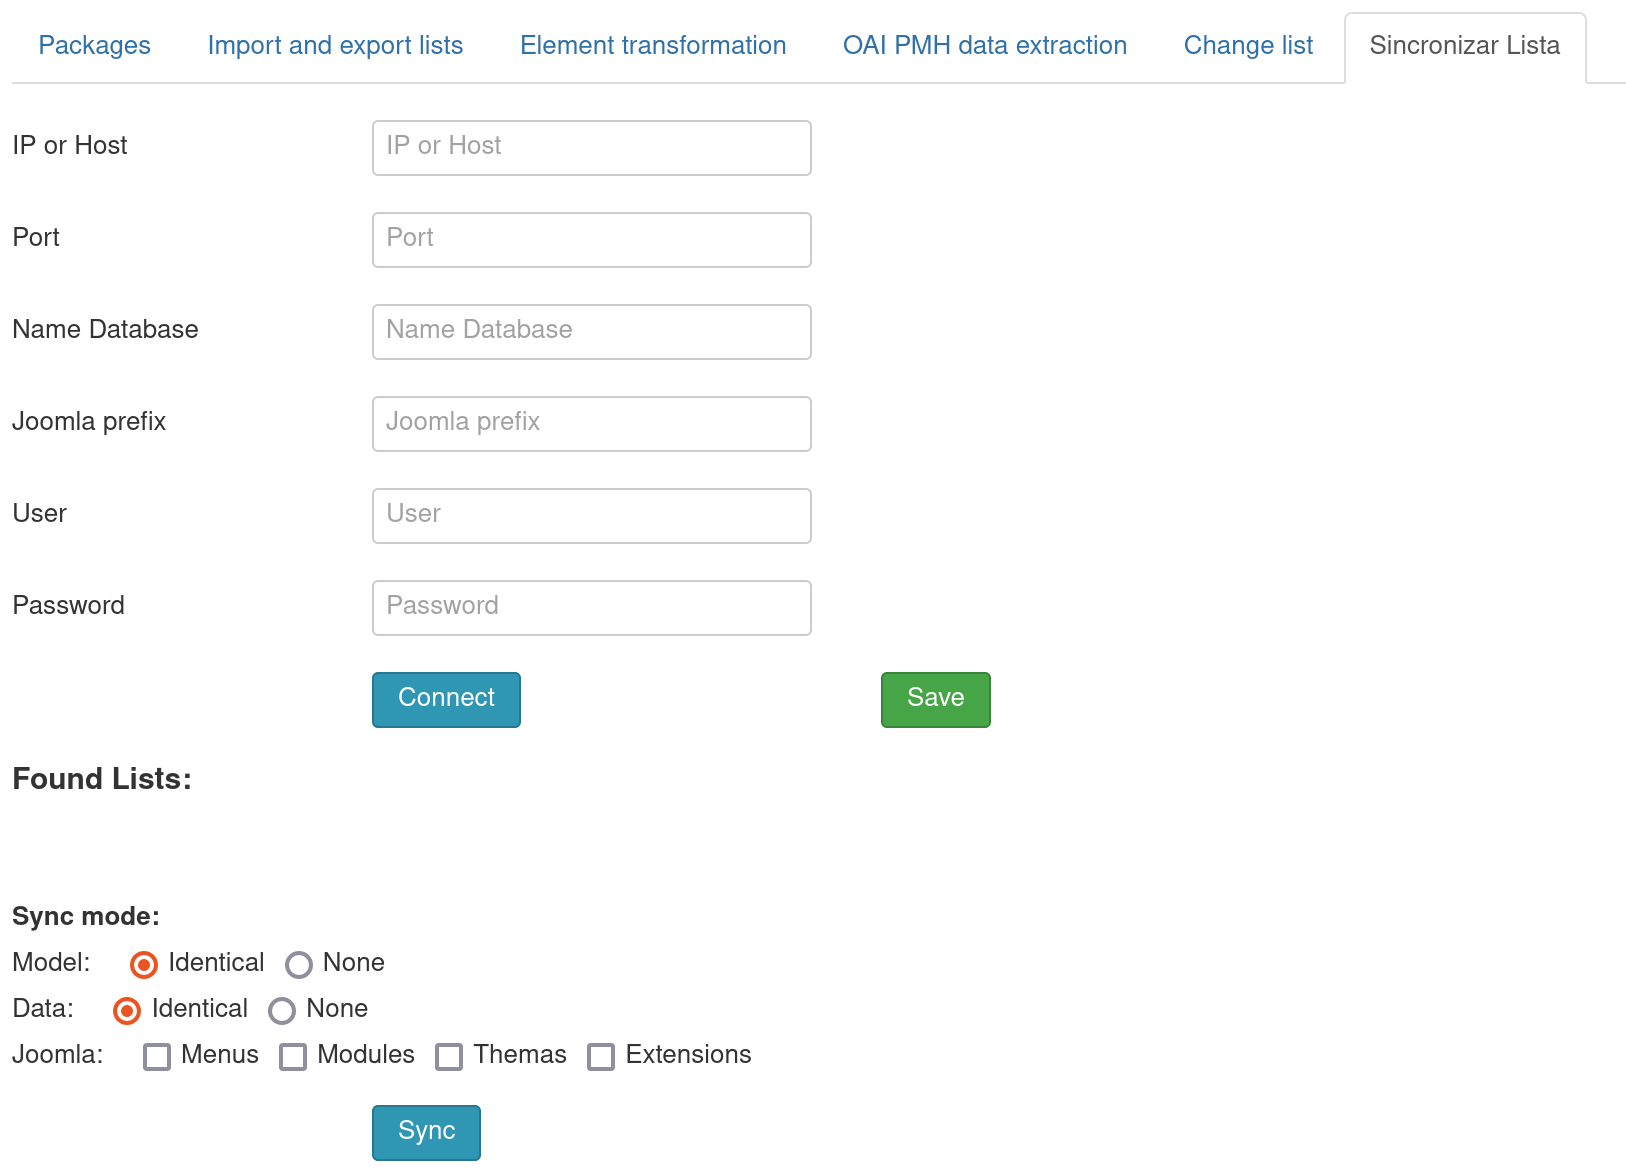 Packages Import and export lists Element transformation OAI PMH data extraction Change list Sincronizar Lista
IP or Host IP or Host
Port Port
Name Database Name Database
Joomla prefix Joomla prefix
User User
Password Password
Connect Save
Found Lists:
Sync mode:
Model: Identical None
Data: Identical None
Joomla: Menus Modules Themas Extensions
Sync